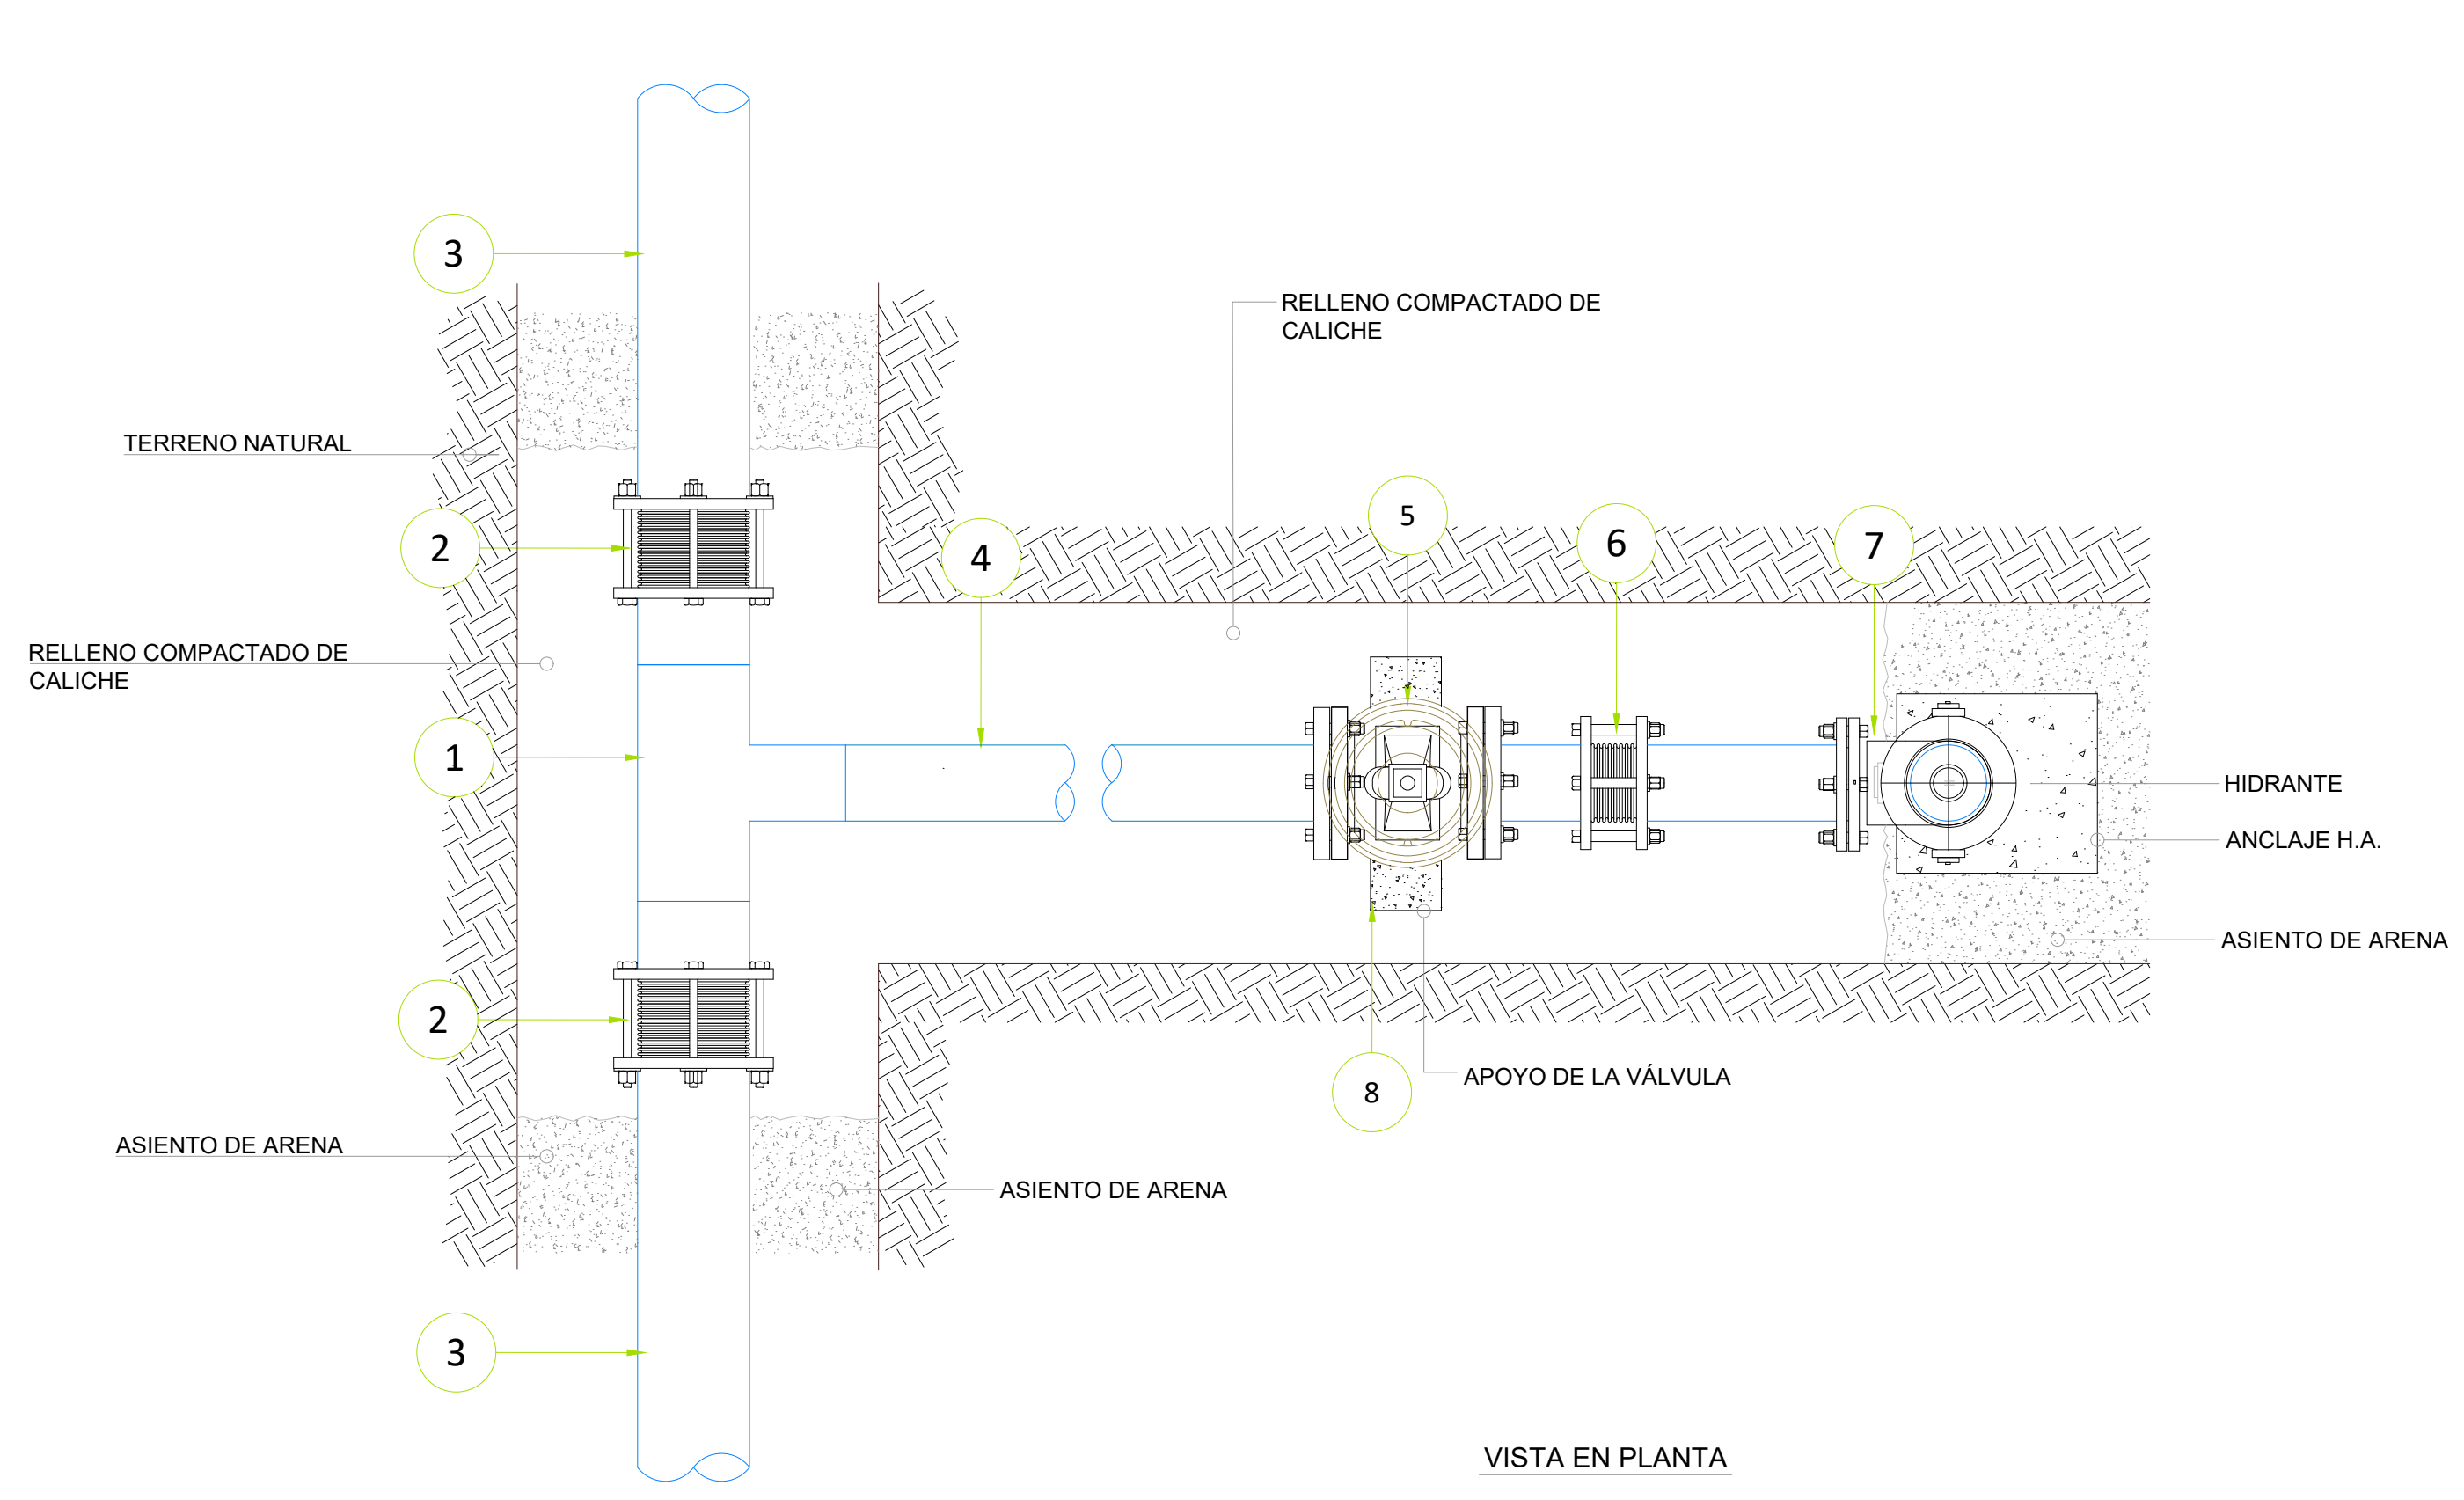 3
RELLENO COMPACTADO DE
CALICHE
TERRENO NATURAL
2
4
5
6
7
RELLENO COMPACTADO DE
CALICHE
1
HIDRANTE
ANCLAJE H.A.
ASIENTO DE ARENA
2
8
APOYO DE LA VÁLVULA
ASIENTO DE ARENA
ASIENTO DE ARENA
3
VISTA EN PLANTA